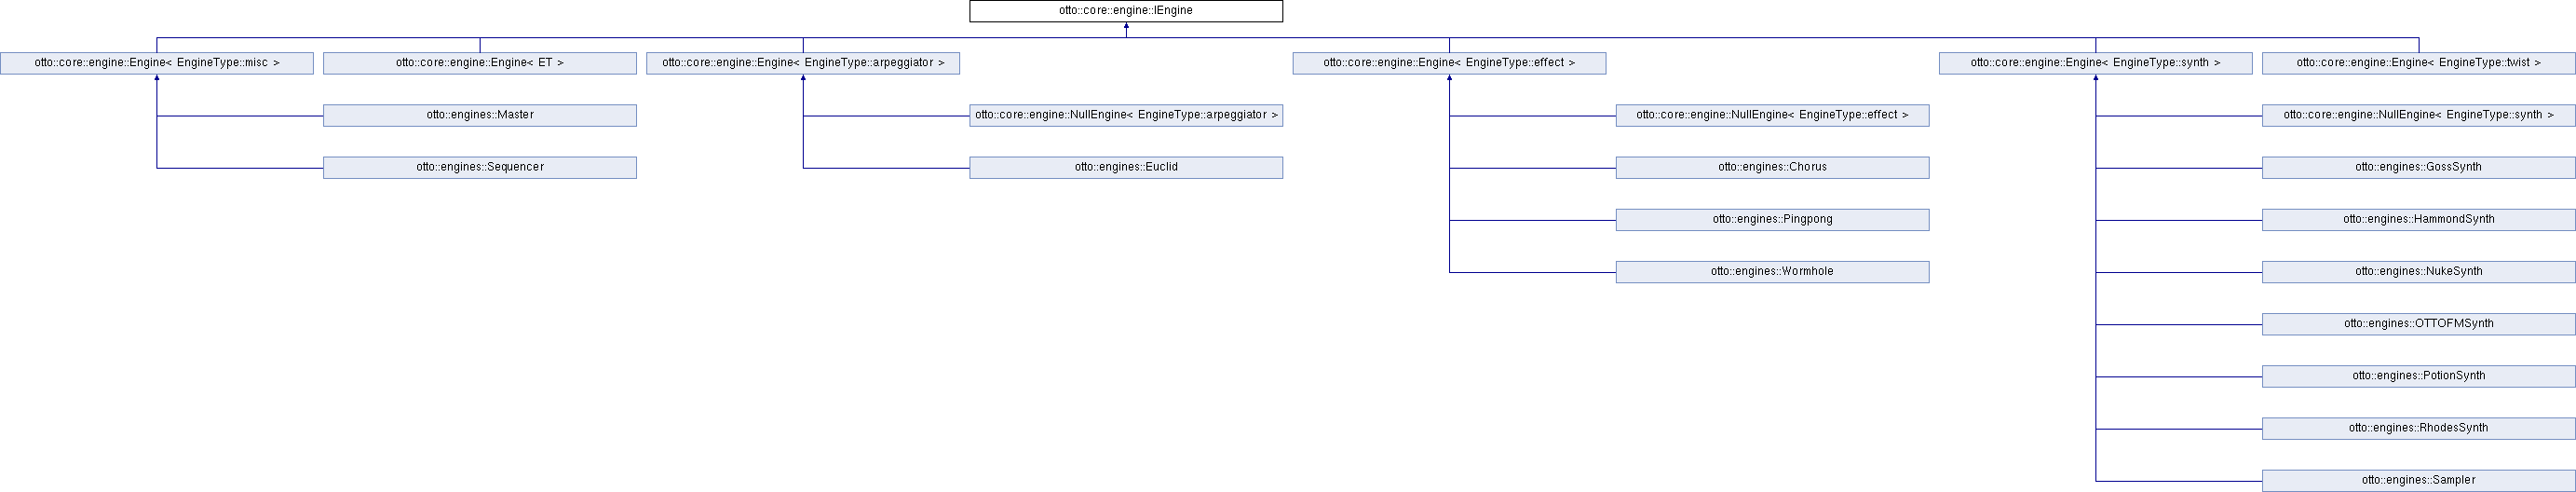 otto::core::engine::IEngine
otto::core::engine::Engine< EngineType::misc >
otto::core::engine::Engine< ET >
otto::core::engine::Engine< EngineType::arpeggiator >
otto::core::engine::Engine< EngineType::effect >
otto::core::engine::Engine< EngineType::synth >
otto::core::engine::Engine< EngineType::twist >
otto::engines::Master
otto::core::engine::NullEngine< EngineType::arpeggiator >
otto::core::engine::NullEngine< EngineType::effect >
otto::core::engine::NullEngine< EngineType::synth >
otto::engines::Sequencer
otto::engines::Euclid
otto::engines::Chorus
otto::engines::GossSynth
otto::engines::Pingpong
otto::engines::HammondSynth
otto::engines::Wormhole
otto::engines::NukeSynth
otto::engines::OTTOFMSynth
otto::engines::PotionSynth
otto::engines::RhodesSynth
otto::engines::Sampler